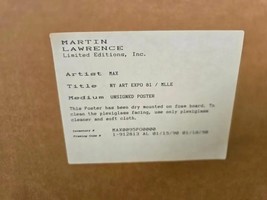 MARTIN
LAWRENCE
Limited Editions, Inc.
Artist MAX
Title NY ART EXPO 81 / MLLE
Medium UNSIGNED POSTER
This Poster has been dry mounted on foam board. To
clean the plexiglass facing, use only plexiglass
cleaner and soft cloth.
Inventory #